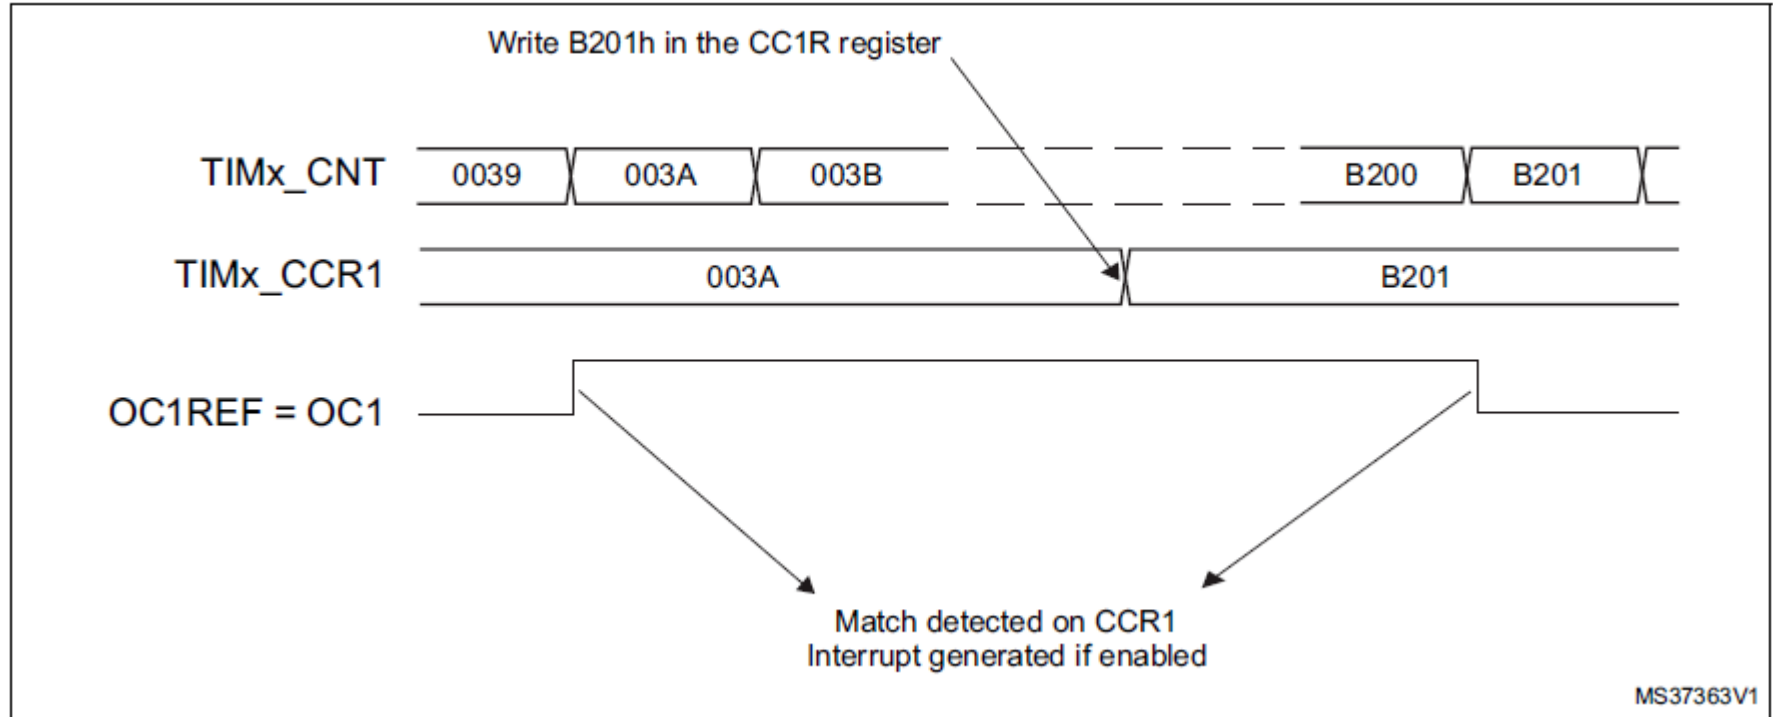 Write B201h in the CC1R register
TIMx_CNT 0039 003A 003B B200 B201
TIMx_CCR1 003A B201
OC1REF = OC1
Match detected on CCR1
Interrupt generated if enabled
MS37363V1